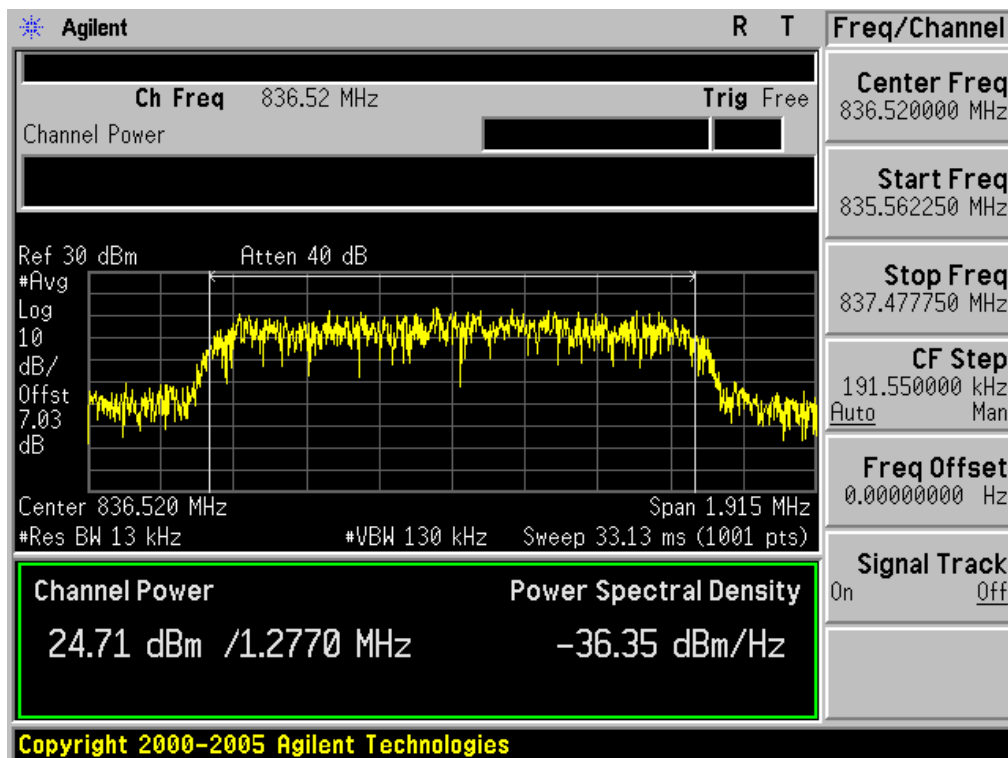 Agilent R T
Ch Freq 836.52 MHz Trig Free
Channel Power
Ref 30 dBm Atten 40 dB
#Avg
Log
10
dB/
Offst
7.03
dB
Center 836.520 MHz Span 1.915 MHz
#Res BW 13 kHz #VBW 130 kHz Sweep 33.13 ms (1001 pts)
Channel Power Power Spectral Density
24.71 dBm /1.2770 MHz -36.35 dBm/Hz
Copyright 2000-2005 Agilent Technologies
Freq/Channel
Center Freq
836.520000 MHz
Start Freq
835.562250 MHz
Stop Freq
837.477750 MHz
CF Step
191.550000 kHz
Auto Man
Freq Offset
0.00000000 Hz
Signal Track
On Off